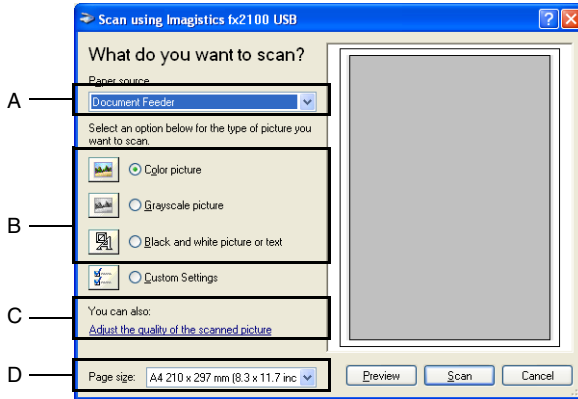 Scan using Imagistics fx2100 USB
What do you want to scan?
Paper source
A
Document Feeder
Select an option below for the type of picture you
want to scan.
Color picture
Grayscale picture
B
Black and white picture or text
Custom Settings
You can also:
C
Adjust the quality of the scanned picture
D
Page size: A4 210 x 297 mm (8.3 x 11.7 inc
Preview Scan Cancel